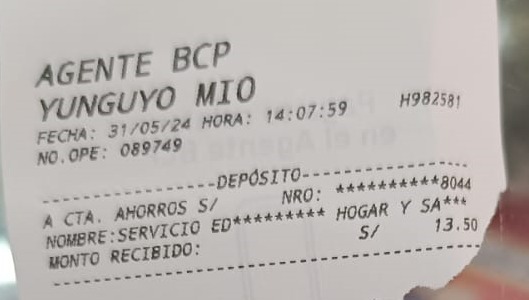 AGENTE BCP
YUNGUYO MIO
FECHA: 31/05/24 HORA: 14:07:59 H982581
NO.OPE: 089749
DEPÓSITO
A CTA. AHORROS S/ NRO: **********8044
NOMBRE:SERVICIO ED********* HOGAR Y SA***
MONTO RECIBIDO: S/ 13.50